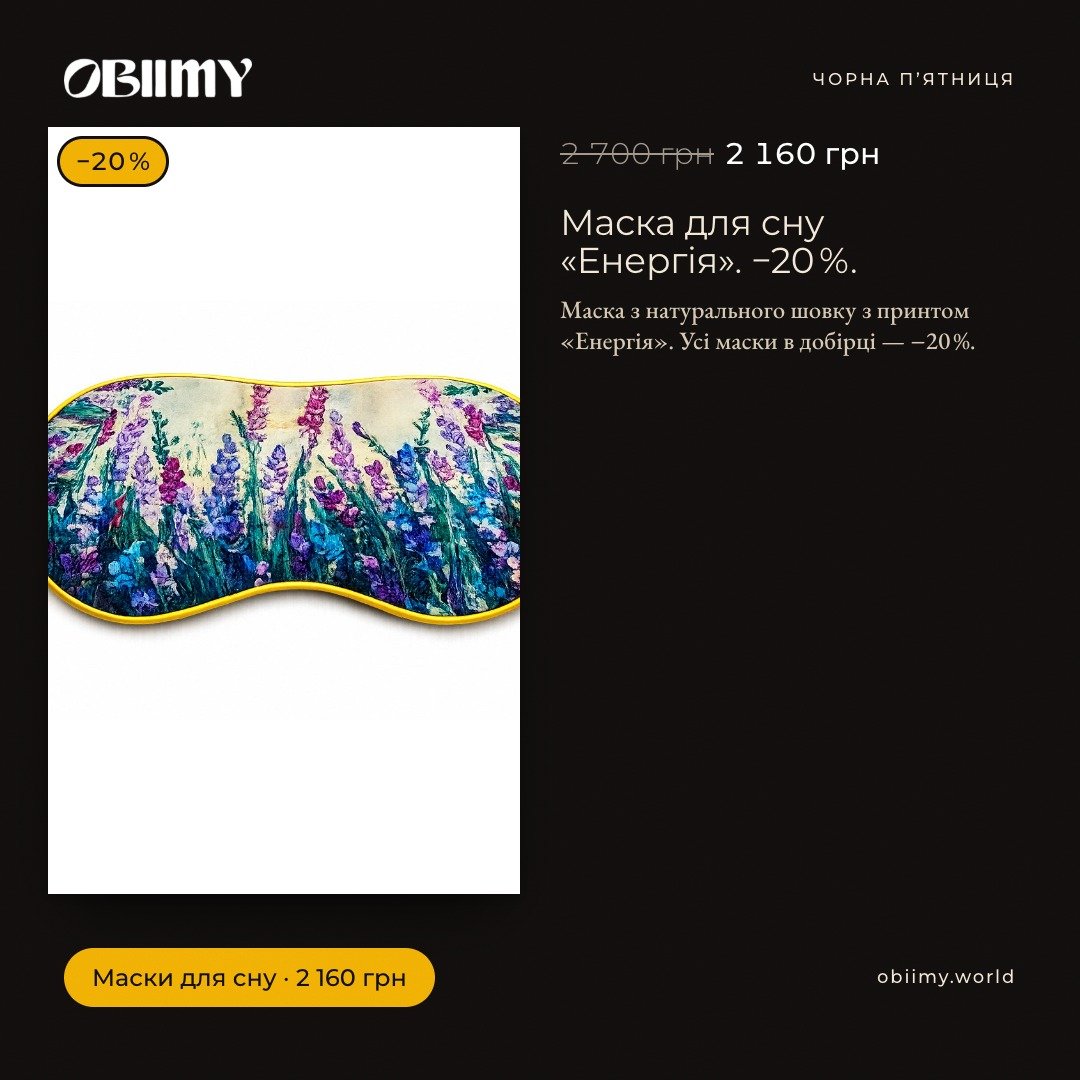 OBIIMY
ЧОРНА П’ЯТНИЦЯ
−20 %
2 700 грн 2 160 грн
Маска для сну
«Енергія». −20 %.
Маска з натурального шовку з принтом
«Енергія». Усі маски в добірці — −20 %.
Маски для сну · 2 160 грн
obiimy.world